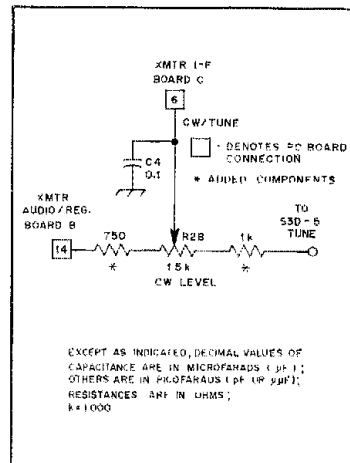 XMTR I-F
BOARD C
6
CW/TUNE
- DENOTES PC BOARD
CONNECTION
C4
0.1
* ADDED COMPONENTS
XMTR
AUDIO/REG.
BOARD B
TO
S3D-5
TUNE
14
750
R28
1k
*
15k
*
CW LEVEL
EXCEPT AS INDICATED, DECIMAL VALUES OF
CAPACITANCE ARE IN MICROFARADS (µF);
OTHERS ARE IN PICOFARADS (pF OR µµF);
RESISTANCES ARE IN OHMS;
k=1000